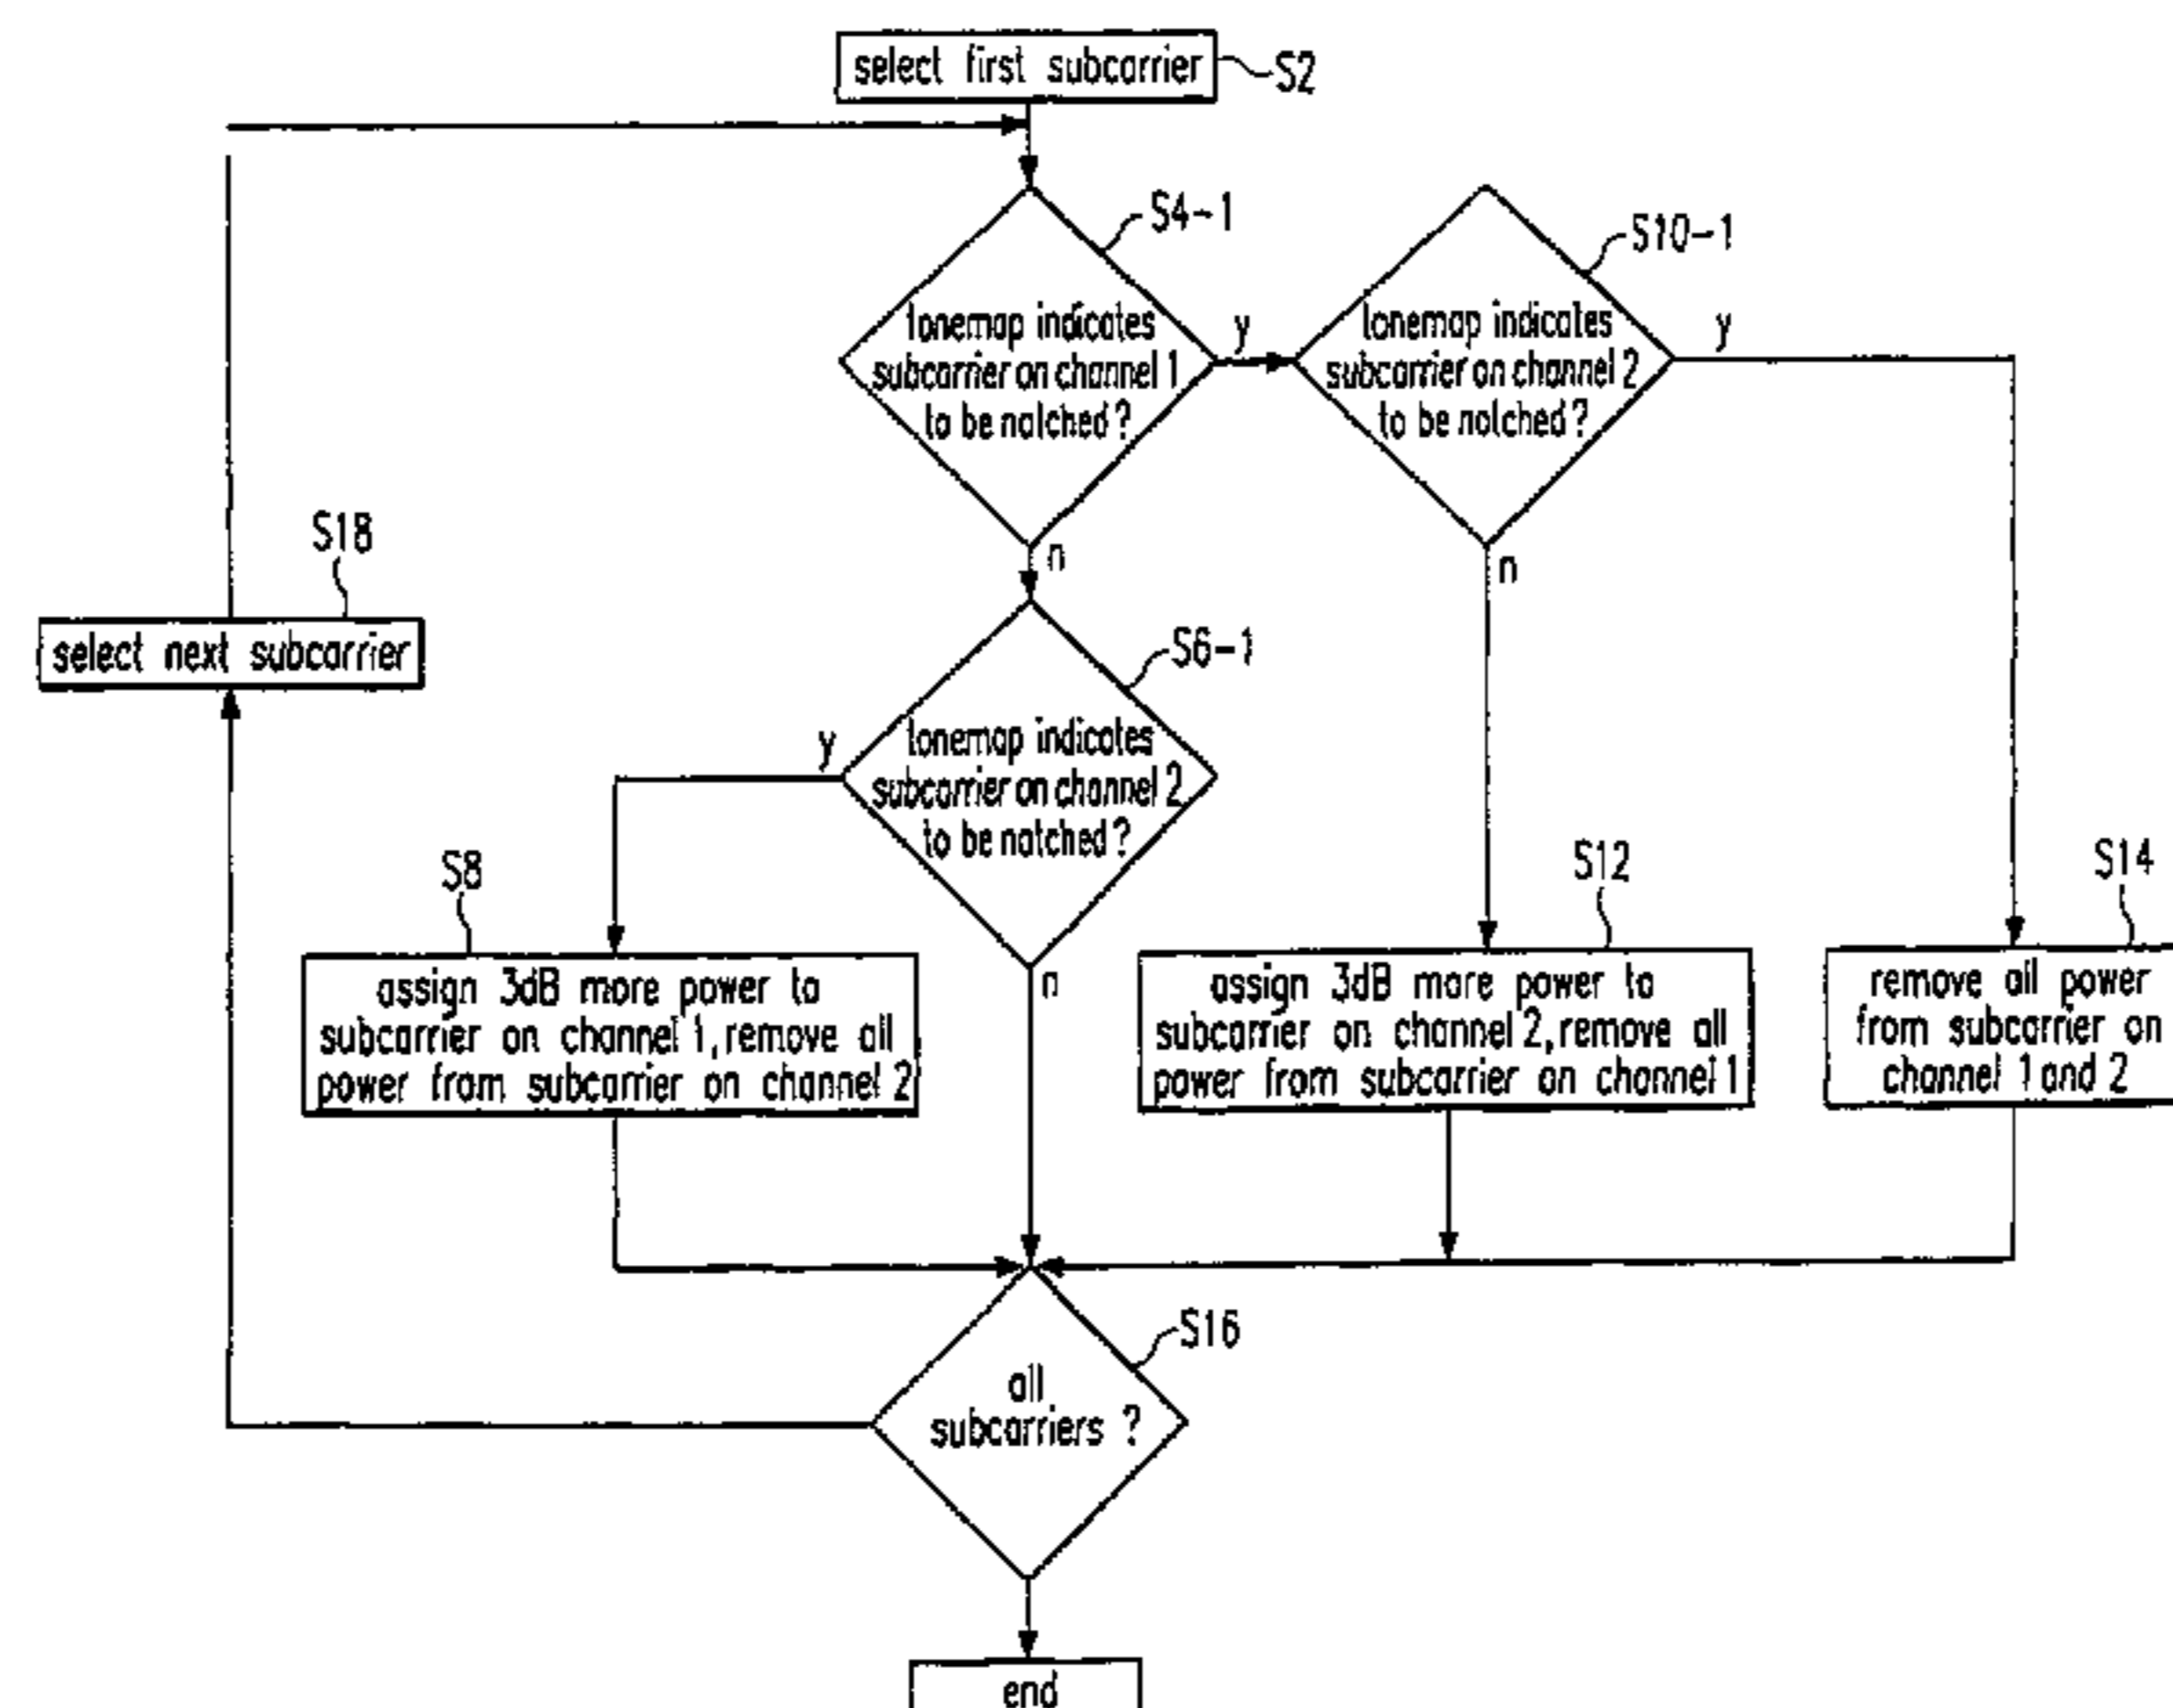 select first subcarrier
S2
S4-1
tonemap indicates
subcarrier on channel 1
to be notched?
y
n
S10-1
tonemap indicates
subcarrier on channel 2
to be notched?
y
n
S18
select next subcarrier
S6-1
tonemap indicates
subcarrier on channel 2
to be notched?
y
n
S8
assign 3dB more power to
subcarrier on channel 1, remove all
power from subcarrier on channel 2
S12
assign 3dB more power to
subcarrier on channel 2, remove all
power from subcarrier on channel 1
S14
remove all power
from subcarrier on
channel 1 and 2
S16
all
subcarriers ?
end